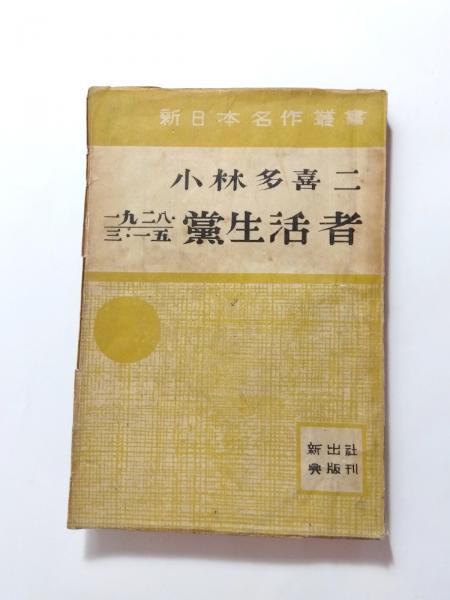 新日本名作叢書
小林多喜二
一九二八・三・一五
黨生活者
新興出版社刊